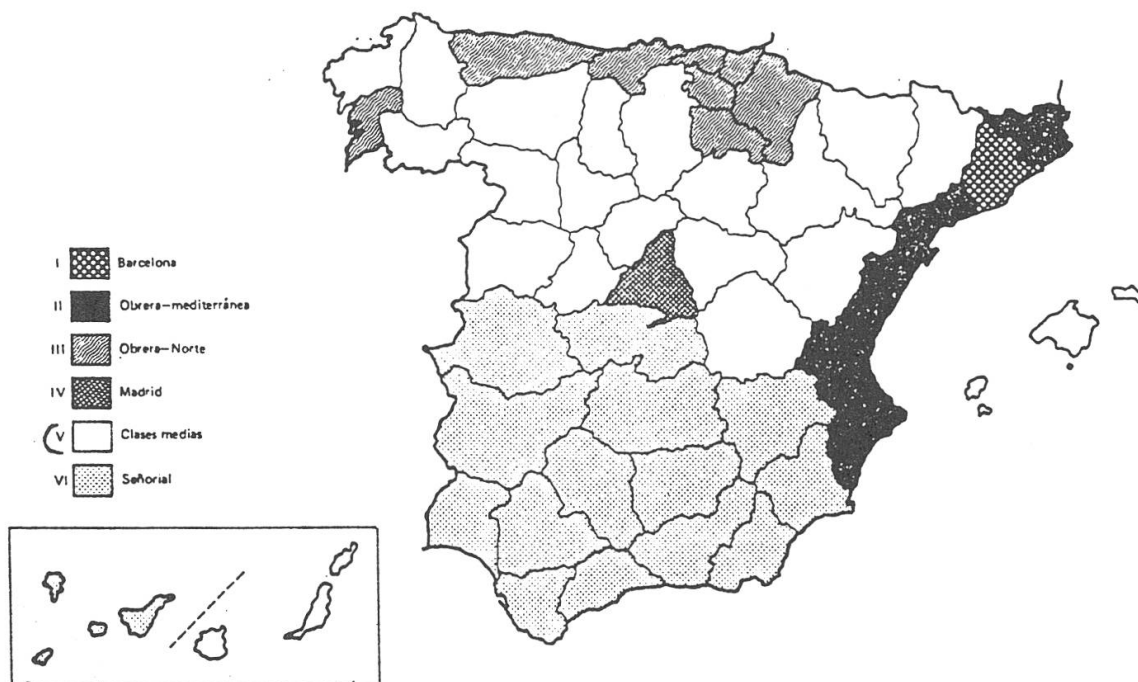 I Barcelona
II Obrera-mediterránea
III Obrera-Norte
IV Madrid
V Clases medias
VI Señorial